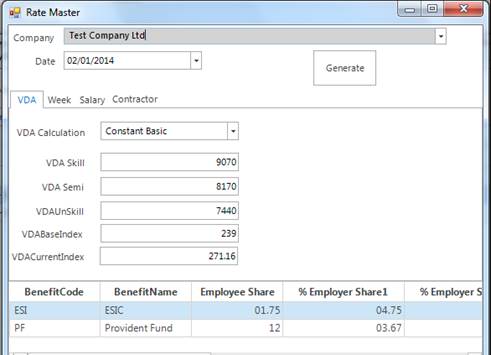 Rate Master
Company Test Company Ltd
Date 02/01/2014
Generate
VDA Week Salary Contractor
VDA Calculation Constant Basic
VDA Skill 9070
VDA Semi 8170
VDAUnSkill 7440
VDABaseIndex 239
VDACurrentIndex 271.16
BenefitCode BenefitName Employee Share % Employer Share1 % Employer S
ESI ESIC 01.75 04.75
PF Provident Fund 12 03.67